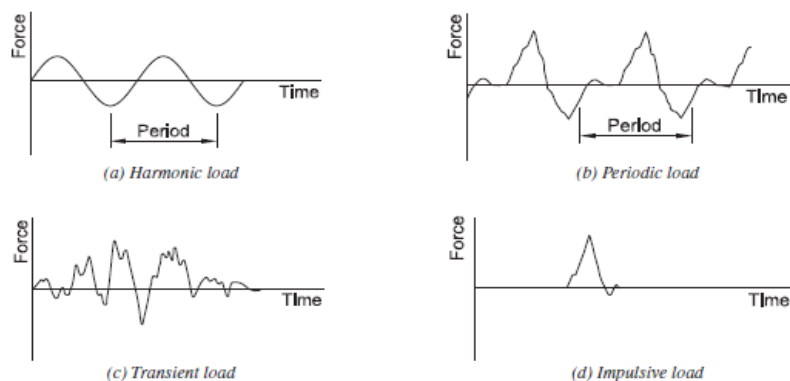 Force
Time
Period
(a) Harmonic load
Force
Time
Period
(b) Periodic load
Force
Time
(c) Transient load
Force
Time
(d) Impulsive load